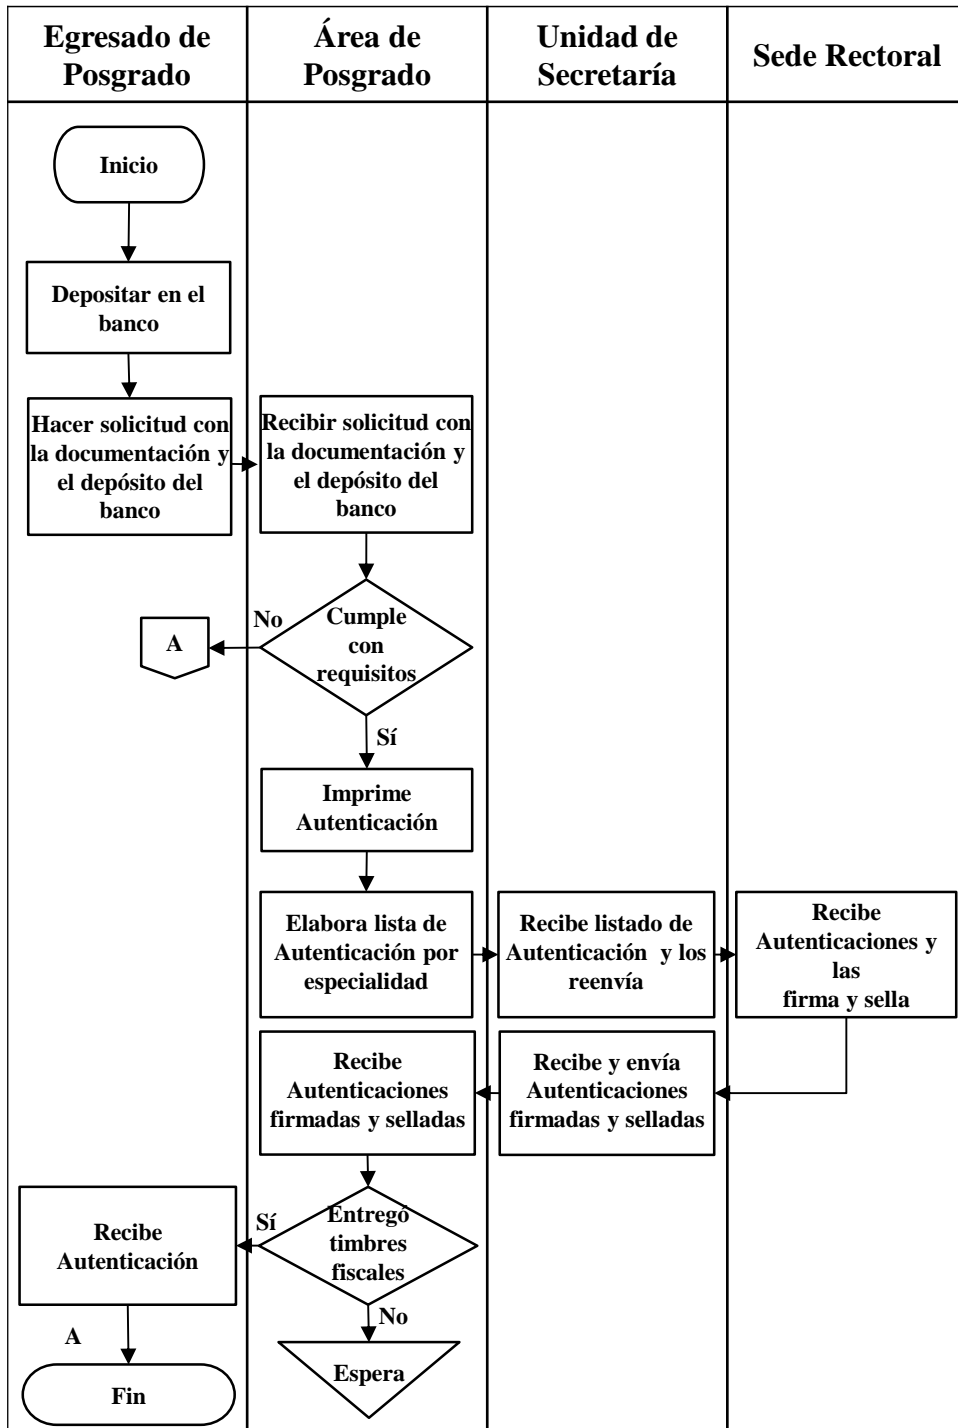 Egresado de
Posgrado
Área de
Posgrado
Unidad de
Secretaría
Sede Rectoral
Inicio
Depositar en el
banco
Hacer solicitud con
la documentación y
el depósito del
banco
Recibir solicitud con
la documentación y
el depósito del
banco
No
Cumple
con
requisitos
A
Sí
Imprime
Autenticación
Elabora lista de
Autenticación por
especialidad
Recibe listado de
Autenticación y los
reenvía
Recibe
Autenticaciones y
las
firma y sella
Recibe
Autenticaciones
firmadas y selladas
Recibe y envía
Autenticaciones
firmadas y selladas
Recibe
Autenticación
Sí
Entregó
timbres
fiscales
No
A
Espera
Fin